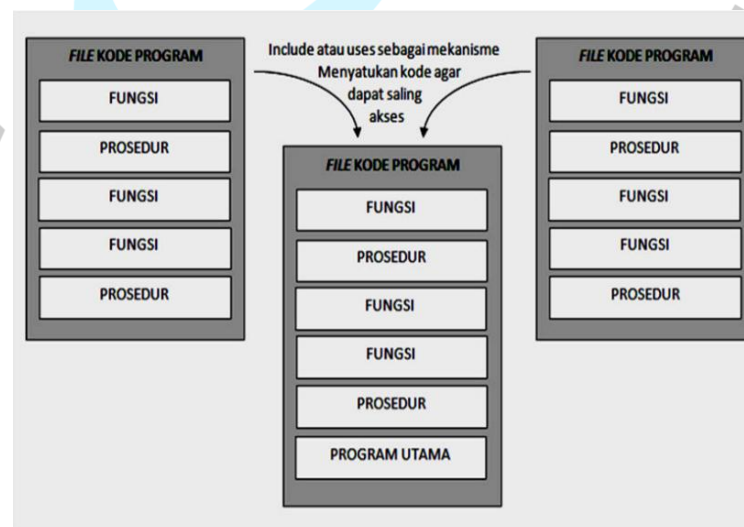 FILE KODE PROGRAM
FUNGSI
PROSEDUR
FUNGSI
FUNGSI
PROSEDUR
Include atau uses sebagai mekanisme
Menyatukan kode agar
dapat saling
akses
FILE KODE PROGRAM
FUNGSI
PROSEDUR
FUNGSI
FUNGSI
PROSEDUR
PROGRAM UTAMA
FILE KODE PROGRAM
FUNGSI
PROSEDUR
FUNGSI
FUNGSI
PROSEDUR